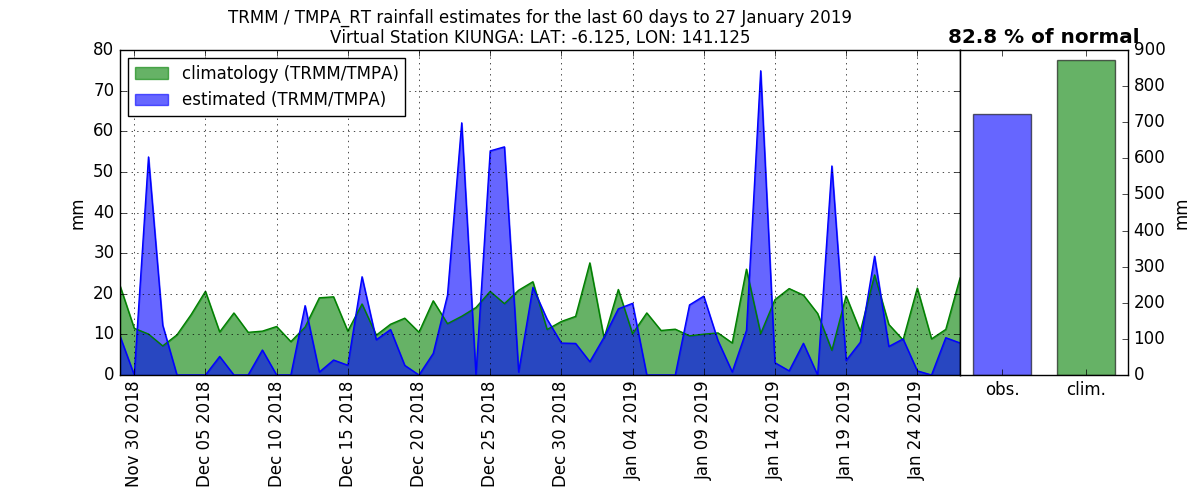 TRMM / TMPA_RT rainfall estimates for the last 60 days to 27 January 2019
Virtual Station KIUNGA: LAT: -6.125, LON: 141.125
82.8 % of normal
climatology (TRMM/TMPA)
estimated (TRMM/TMPA)
mm
80
70
60
50
40
30
20
10
0
Nov 30 2018
Dec 05 2018
Dec 10 2018
Dec 15 2018
Dec 20 2018
Dec 25 2018
Dec 30 2018
Jan 04 2019
Jan 09 2019
Jan 14 2019
Jan 19 2019
Jan 24 2019
900
800
700
600
500
400
300
200
100
0
mm
obs.
clim.